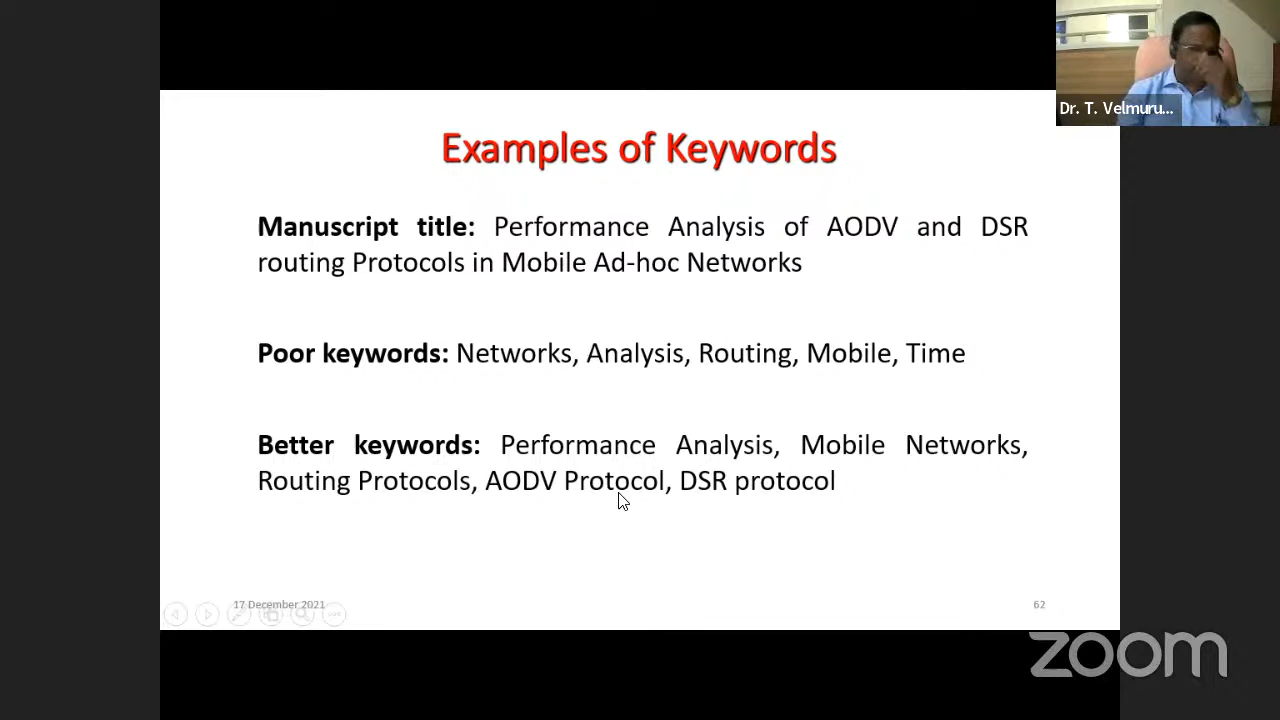 Dr. T. Velmuru...
Examples of Keywords
Manuscript title: Performance Analysis of AODV and DSR
routing Protocols in Mobile Ad-hoc Networks
Poor keywords: Networks, Analysis, Routing, Mobile, Time
Better keywords: Performance Analysis, Mobile Networks,
Routing Protocols, AODV Protocol, DSR protocol
17 December 2021
62
zoom